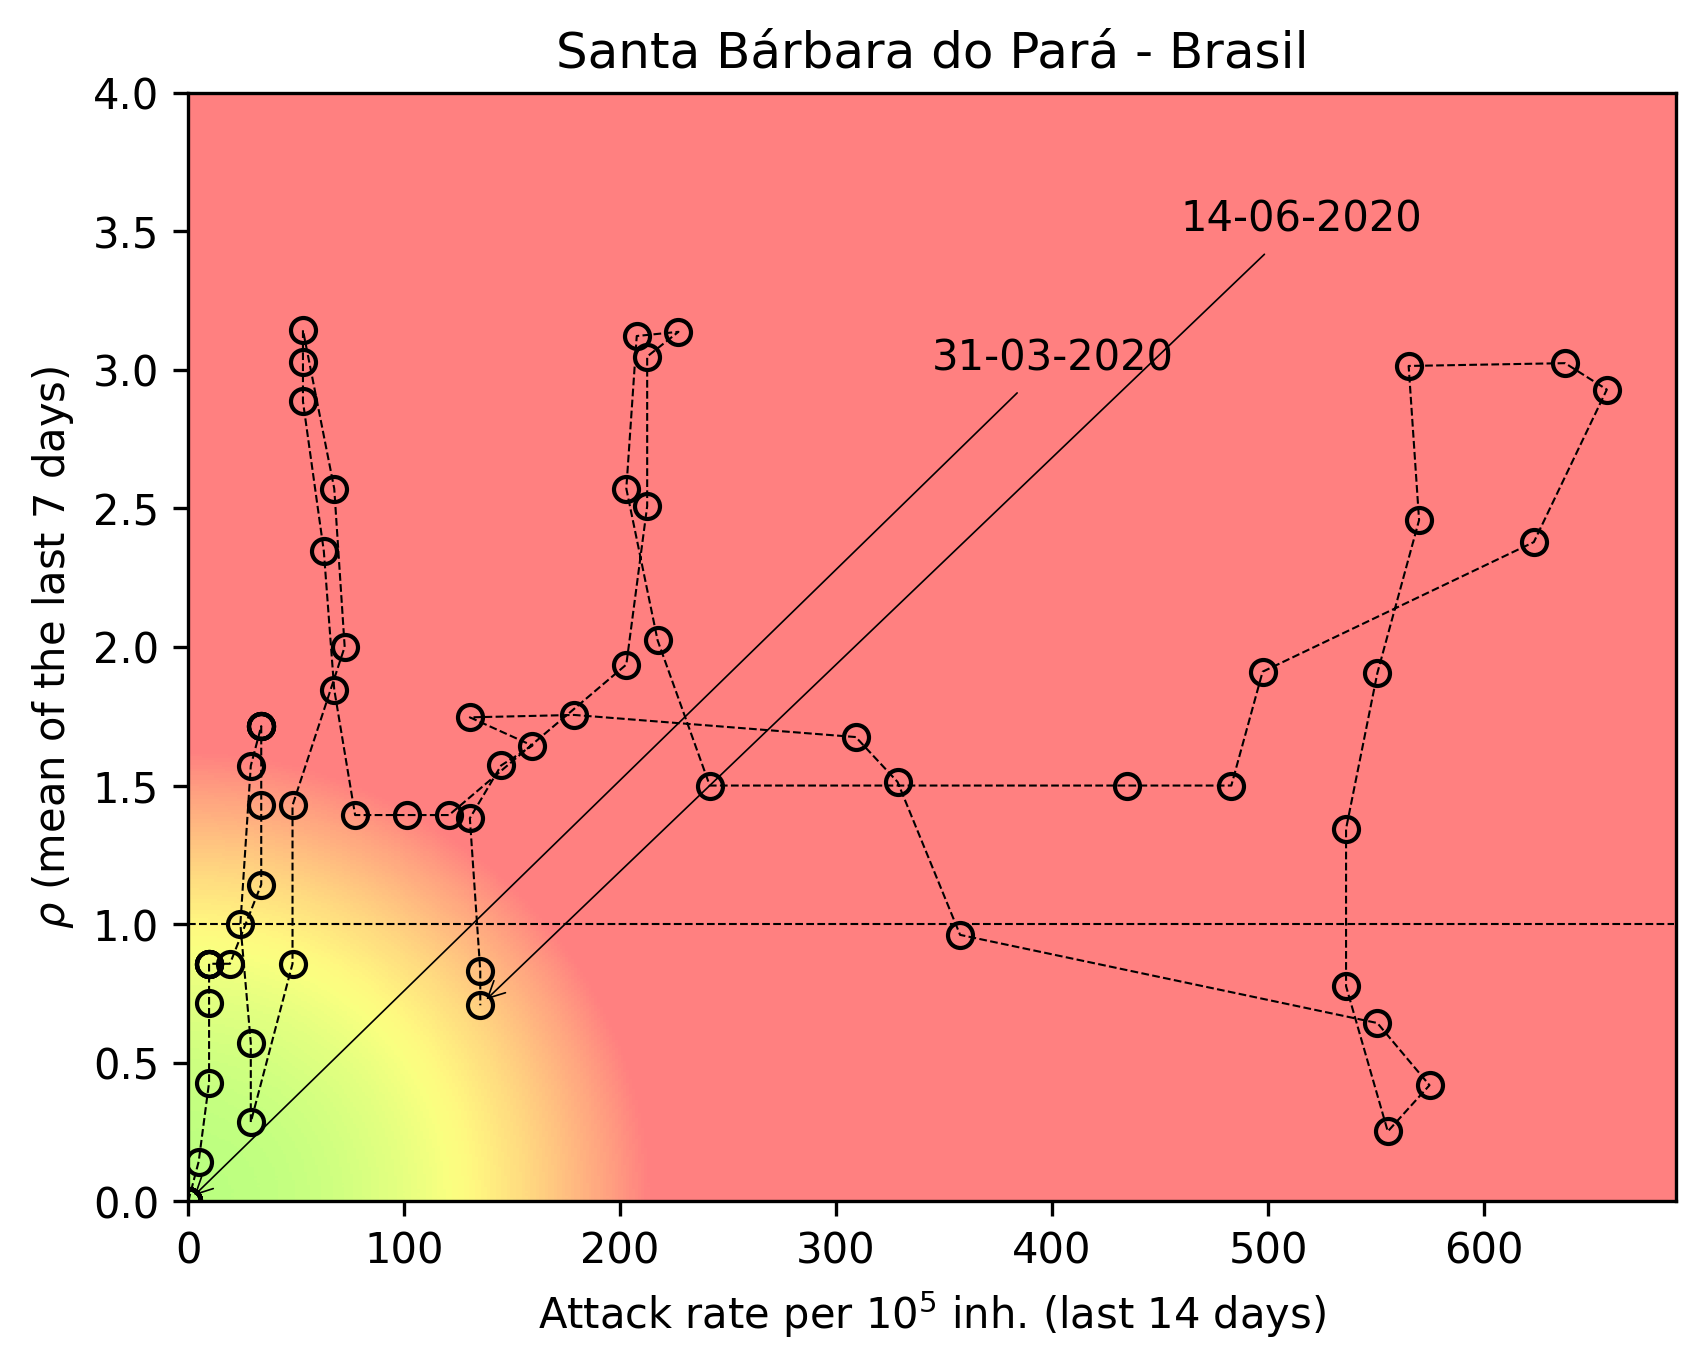 Santa Bárbara do Pará - Brasil
4.0
3.5
3.0
2.5
2.0
1.5
1.0
0.5
0.0
ρ (mean of the last 7 days)
14-06-2020
31-03-2020
0 100 200 300 400 500 600
Attack rate per 10⁵ inh. (last 14 days)